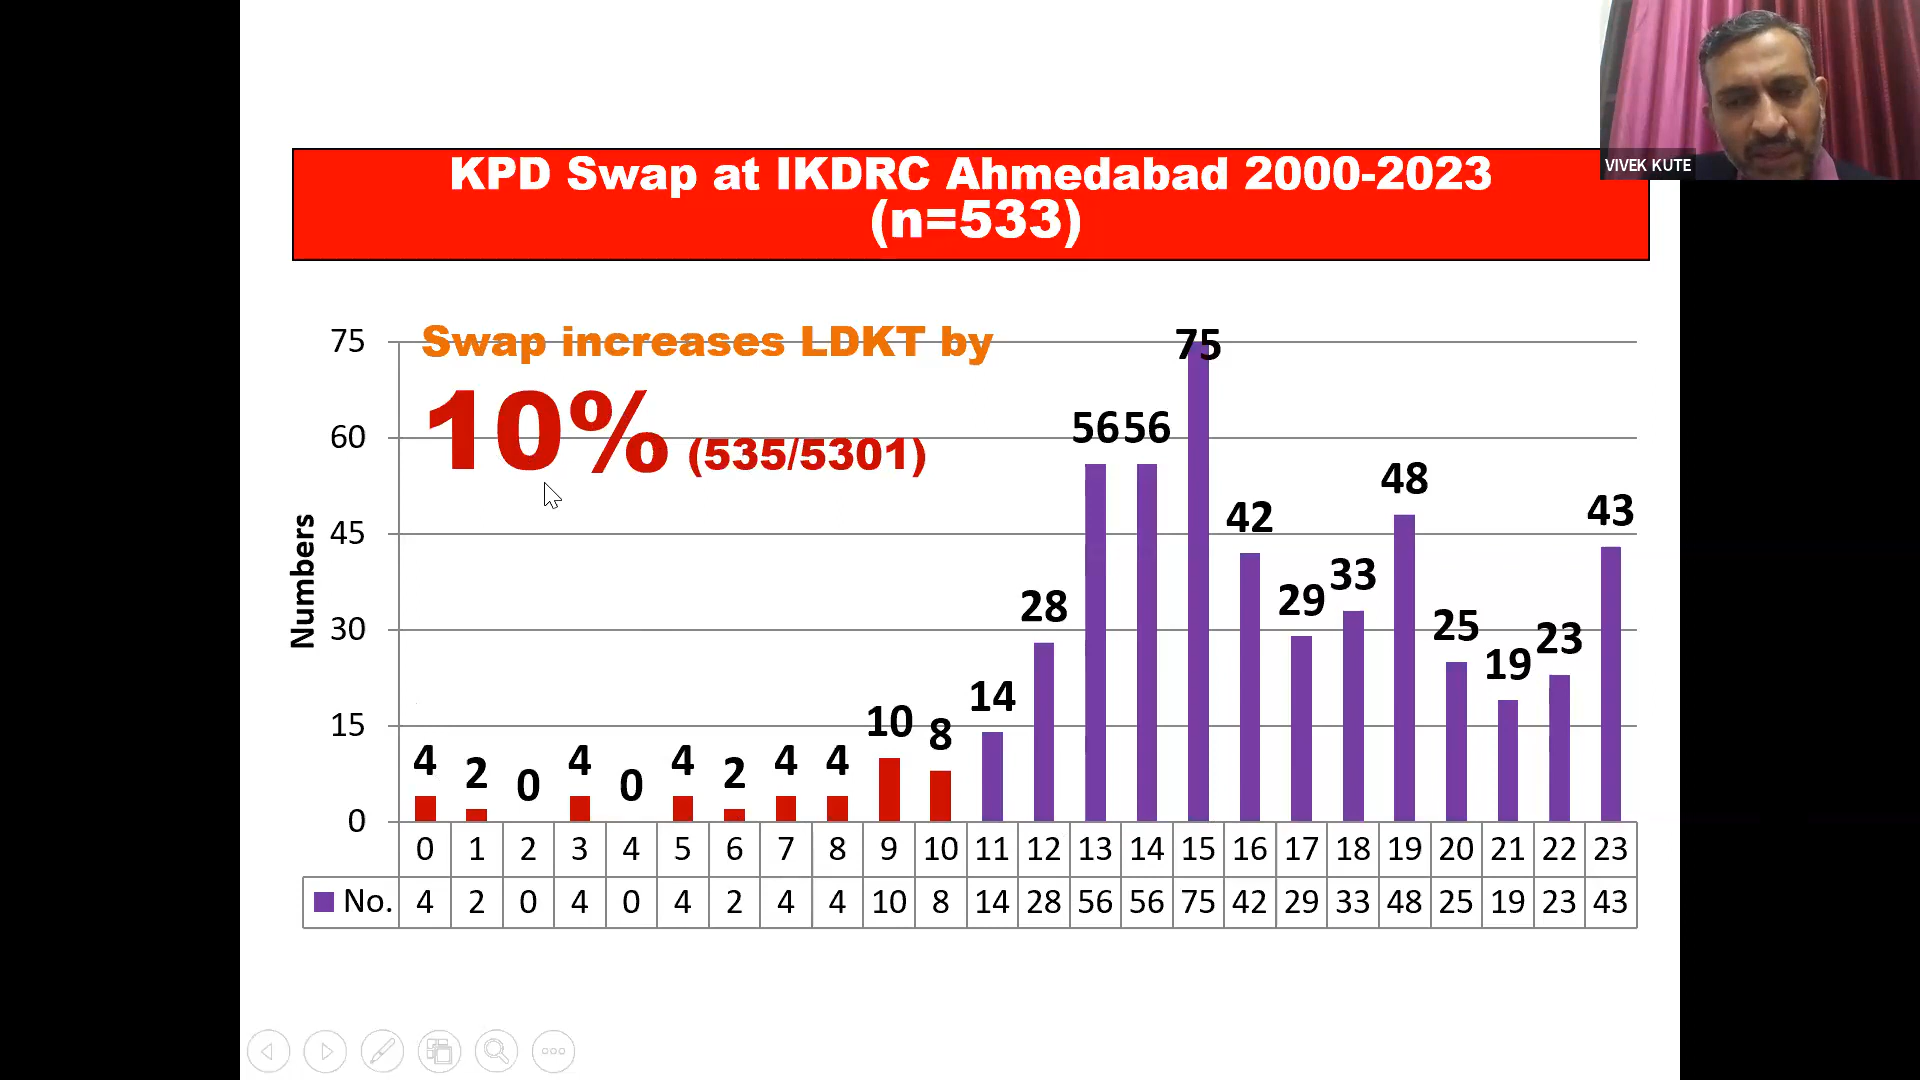 VIVEK KUTE
KPD Swap at IKDRC Ahmedabad 2000-2023
(n=533)
Swap increases LDKT by
10% (535/5301)
Numbers
75
60
45
30
15
0
4 2 0 4 0 4 2 4 4 10 8 14 28 56 56 75 42 29 33 48 25 19 23 43
0 1 2 3 4 5 6 7 8 9 10 11 12 13 14 15 16 17 18 19 20 21 22 23
No. 4 2 0 4 0 4 2 4 4 10 8 14 28 56 56 75 42 29 33 48 25 19 23 43